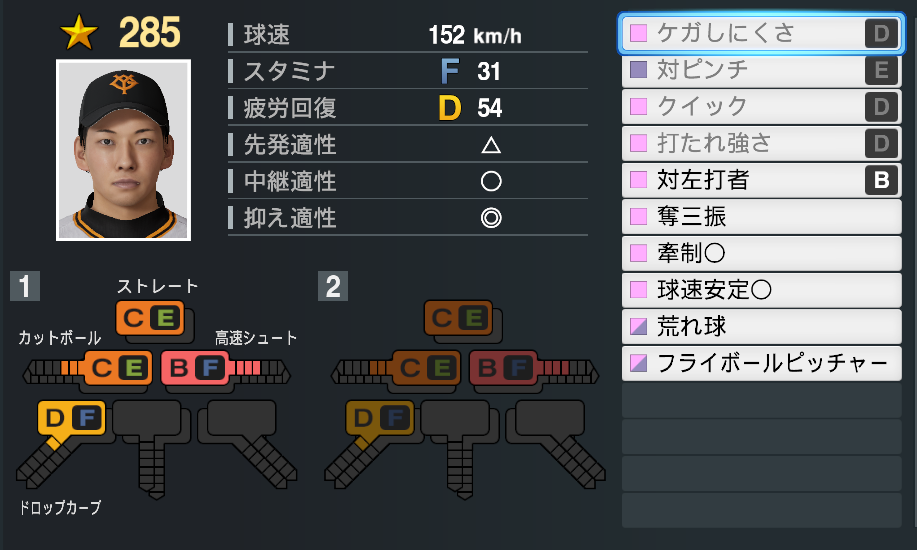 285
球速 152 km/h
スタミナ F 31
疲労回復 D 54
先発適性 △
中継適性 ○
抑え適性 ◎
1
ストレート
C E
カットボール
高速シュート
C E
B F
D F
ドロップカーブ
2
C E
C E
B F
D F
ケガしにくさ D
対ピンチ E
クイック D
打たれ強さ D
対左打者 B
奪三振
牽制○
球速安定○
荒れ球
フライボールピッチャー